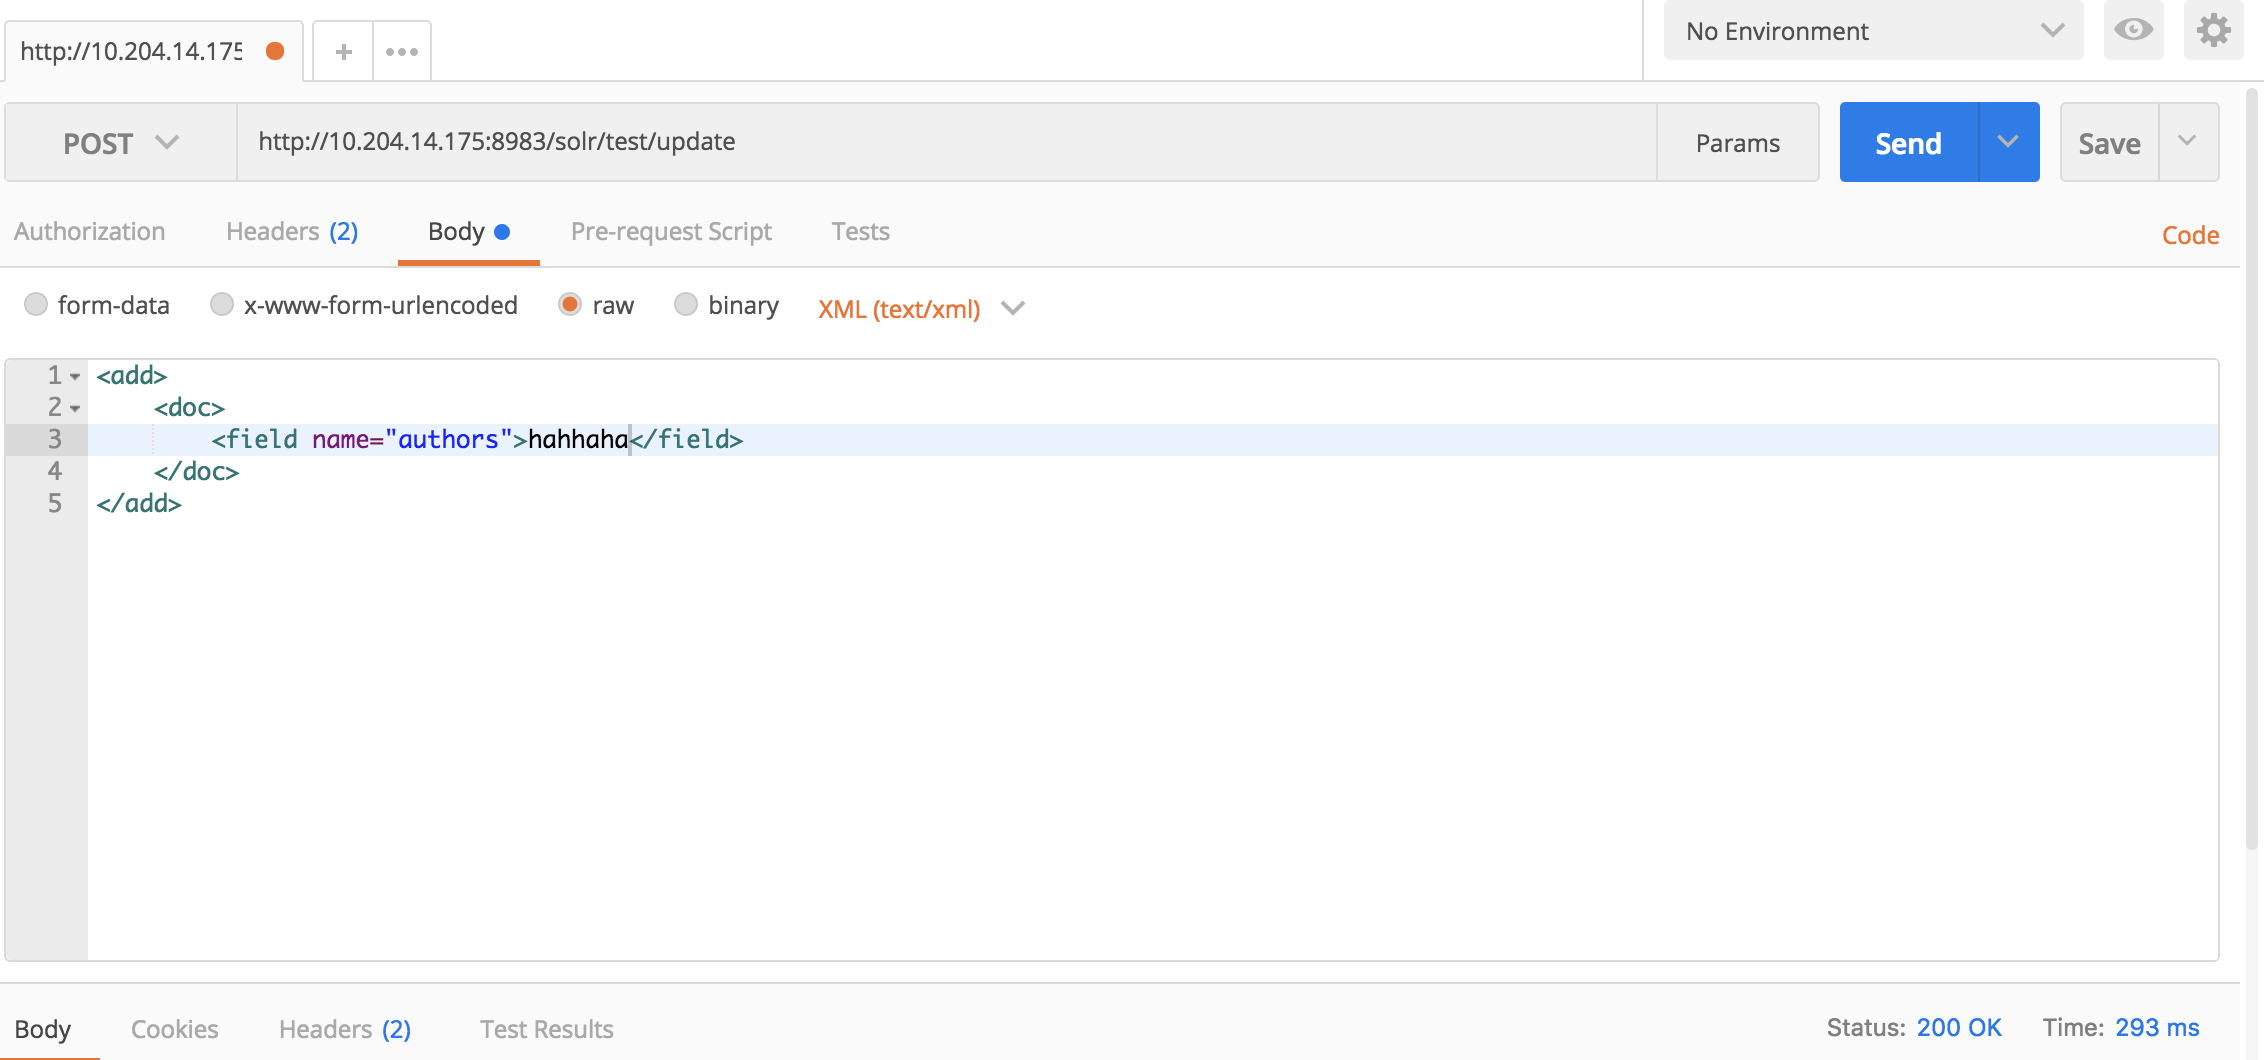 http://10.204.14.175
No Environment
POST http://10.204.14.175:8983/solr/test/update Params Send Save
Authorization Headers (2) Body Pre-request Script Tests Code
form-data x-www-form-urlencoded raw binary XML (text/xml)
1 <add>
2 <doc>
3 <field name="authors">hahhaha</field>
4 </doc>
5 </add>
Body Cookies Headers (2) Test Results Status: 200 OK Time: 293 ms